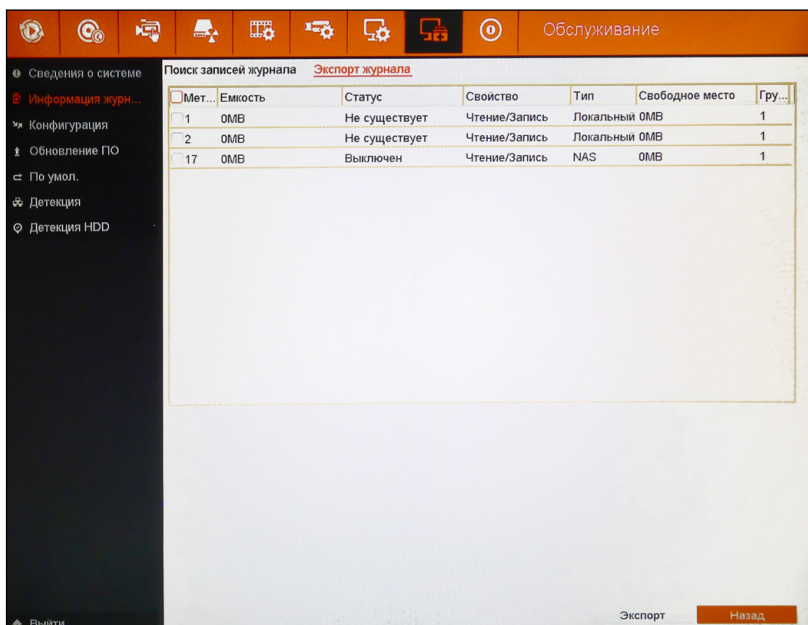 Обслуживание
Сведения о системе
Информация журн...
Конфигурация
Обновление ПО
По умол.
Детекция
Детекция HDD
Выйти
Поиск записей журнала Экспорт журнала
Мет... Емкость Статус Свойство Тип Свободное место Гру...
1 0MB Не существует Чтение/Запись Локальный 0MB 1
2 0MB Не существует Чтение/Запись Локальный 0MB 1
17 0MB Выключен Чтение/Запись NAS 0MB 1
Экспорт Назад